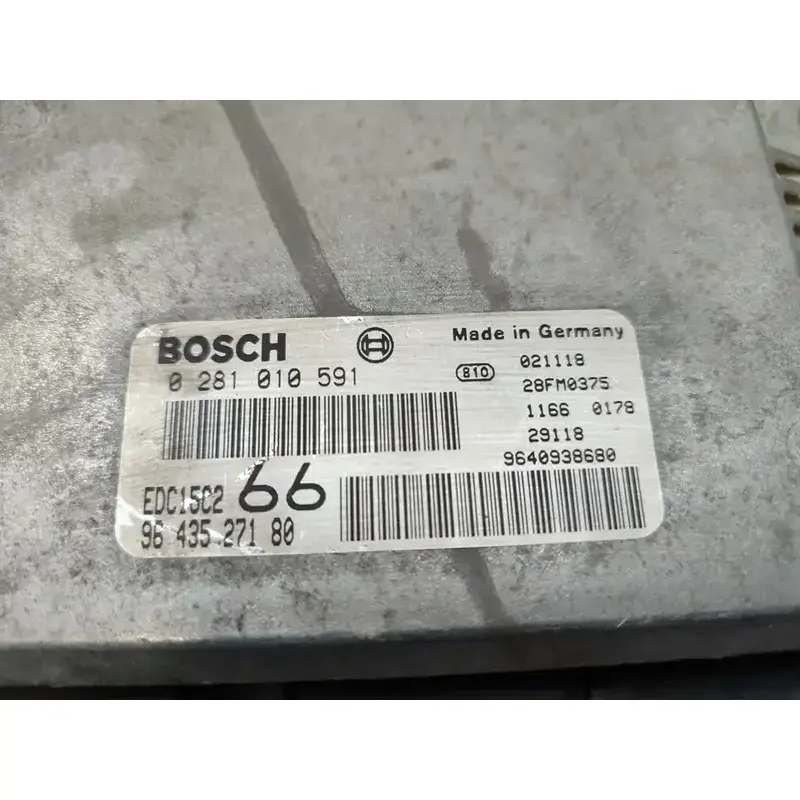 BOSCH
0 281 010 591
EDC15C2 66
96 435 271 80
Made in Germany
810 021118
28FM0375
1166 0178
29118
9640938680